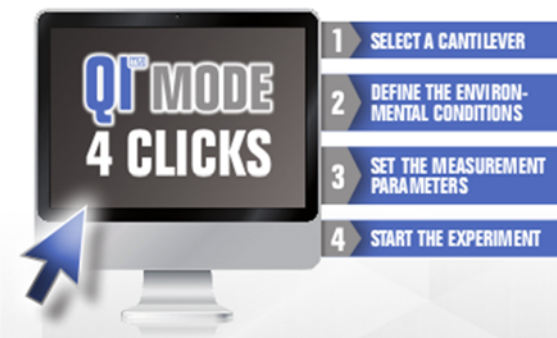 QI MODE
4 CLICKS
1 SELECT A CANTILEVER
2 DEFINE THE ENVIRON-
MENTAL CONDITIONS
3 SET THE MEASUREMENT
PARAMETERS
4 START THE EXPERIMENT